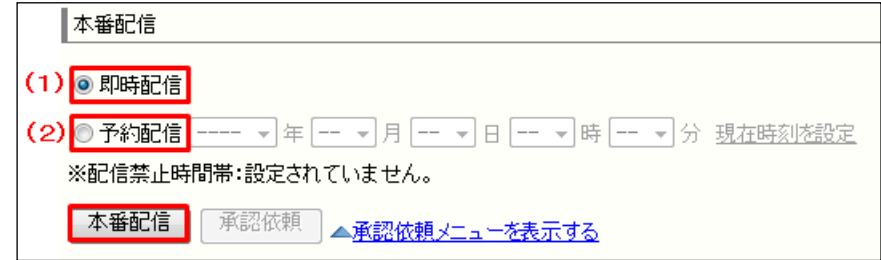 本番配信
(1) 即時配信
(2) 予約配信 ---- 年 -- 月 -- 日 -- 時 -- 分 現在時刻を設定
※配信禁止時間帯:設定されていません。
本番配信 承認依頼 承認依頼メニューを表示する